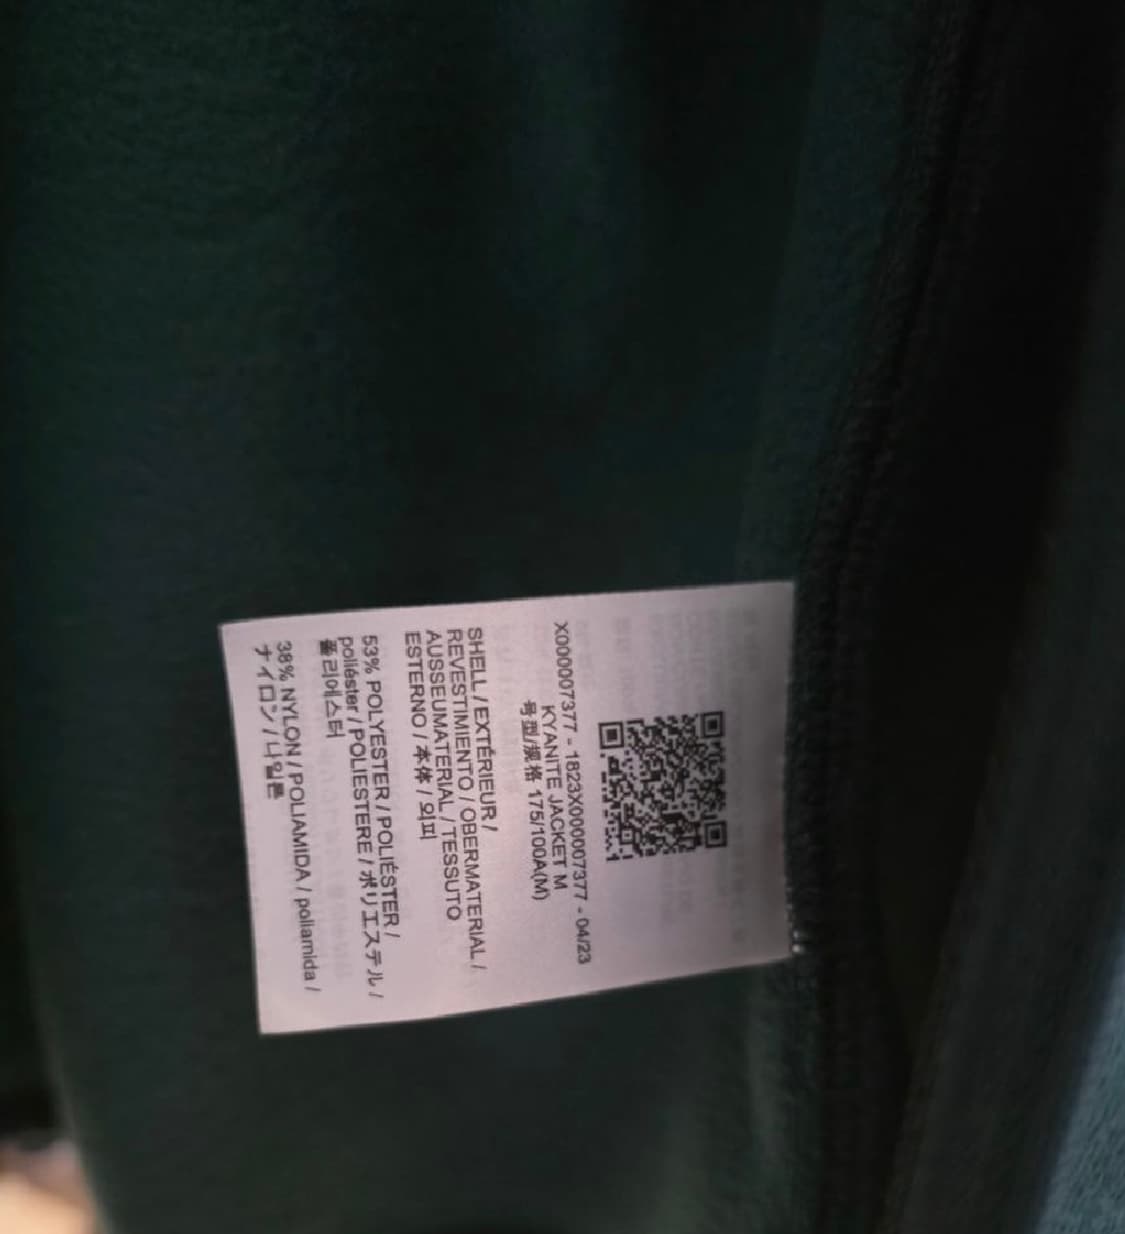 X000007377 - 1823X000007377 - 04/23
KYANITE JACKET M
号型/规格 175/100A(M)
SHELL / EXTÉRIEUR /
REVESTIMIENTO / OBERMATERIAL /
AUSSEUMATERIAL / TESSUTO
ESTERNO / 本体 / 외피
53% POLYESTER / POLIÉSTER /
poliéster / POLIESTERE / ポリエステル /
폴리에스터
38% NYLON / POLIAMIDA / poliamida /
ナイロン / 나일론